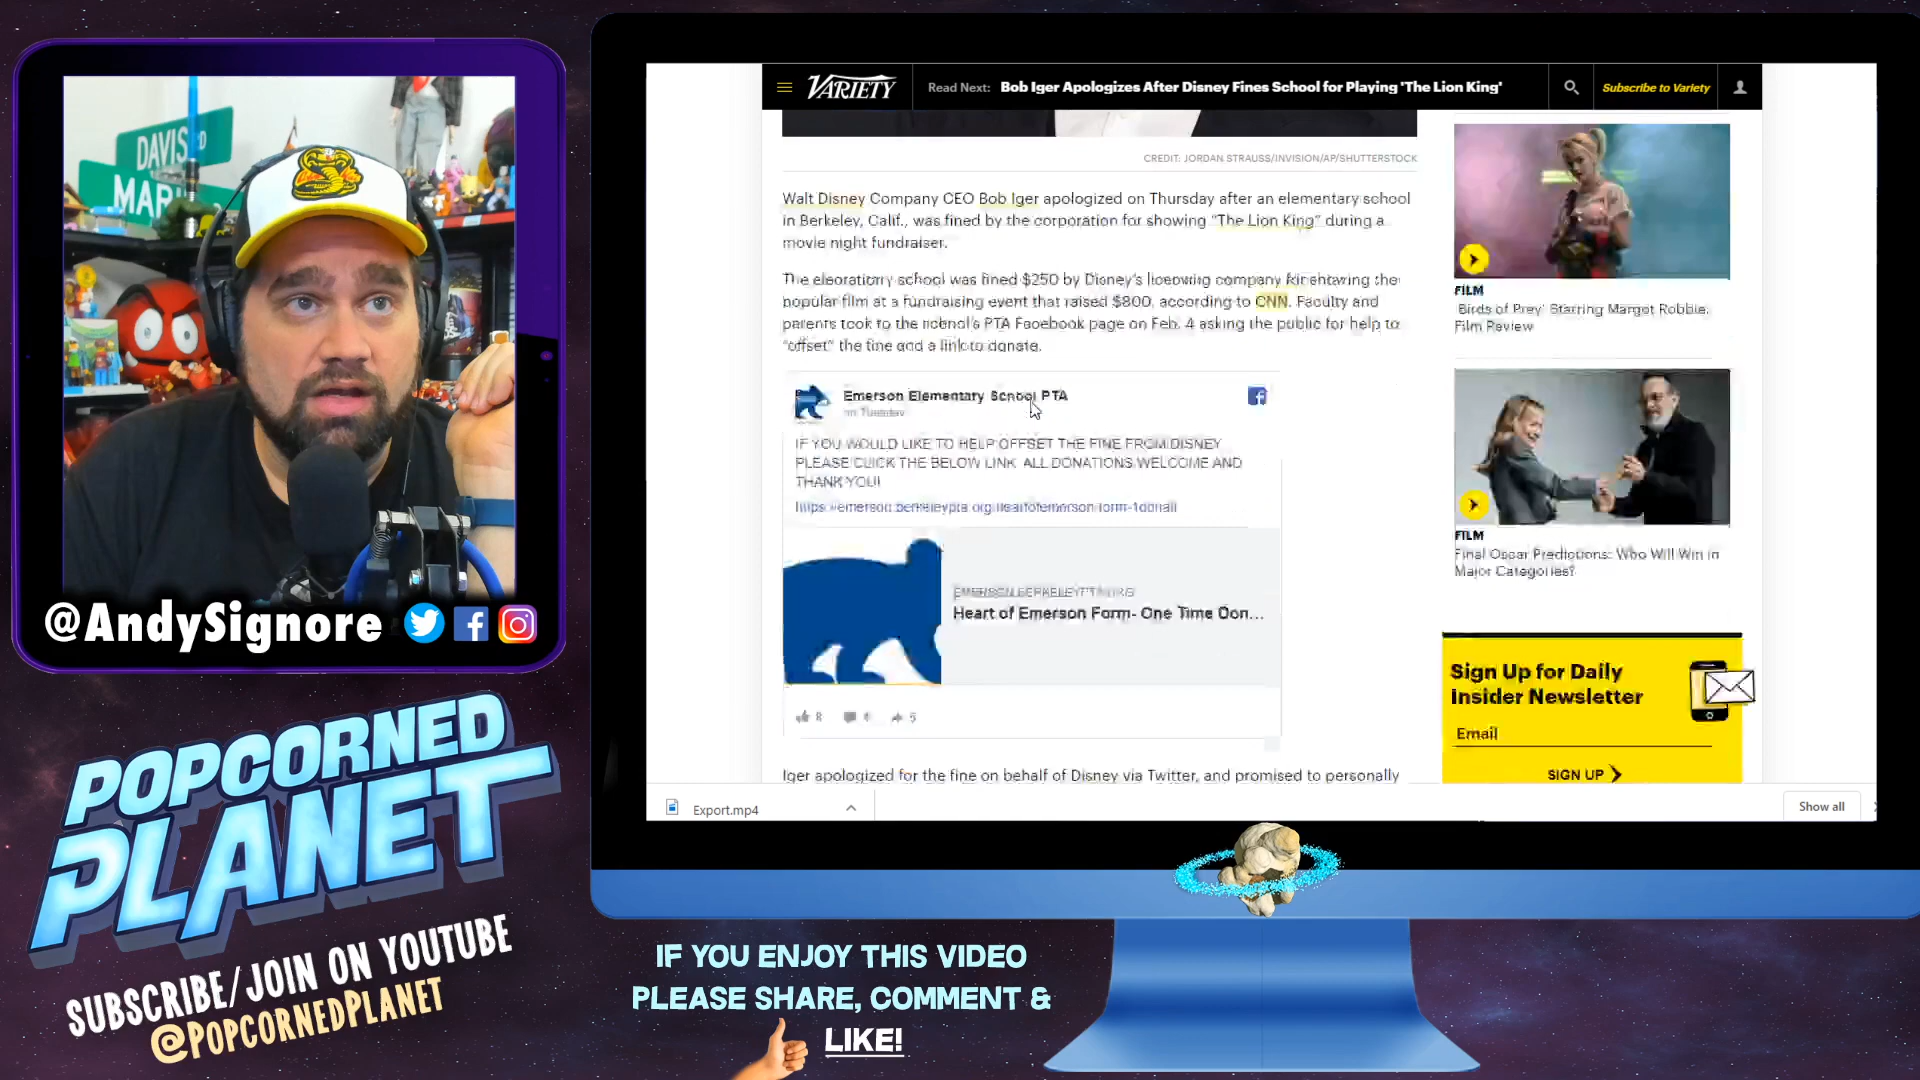 DAVIS RD
MAR
@AndySignore
POPCORNED
PLANET
SUBSCRIBE/JOIN ON YOUTUBE
@POPCORNEDPLANET
VARIETY
Read Next: Bob Iger Apologizes After Disney Fines School for Playing 'The Lion King'
Subscribe to Variety
CREDIT: JORDAN STRAUSS/INVISION/AP/SHUTTERSTOCK
Walt Disney Company CEO Bob Iger apologized on Thursday after an elementary school
in Berkeley, Calif., was fined by the corporation for showing “The Lion King” during a
movie night fundraiser.
The school was fined $250 by Disney’s licensing company for showing the
popular film at a fundraising event that raised $800, according to CNN. Faculty and
parents took to the school’s PTA Facebook page on Feb. 4 asking the public for help to
“offset” the fine and a link to donate.
Emerson Elementary School PTA
on Tuesday
IF YOU WOULD LIKE TO HELP OFFSET THE FINE FROM DISNEY
PLEASE CLICK THE BELOW LINK. ALL DONATIONS WELCOME AND
THANK YOU!!
EMERSON.BERKELEYPTA.ORG
Heart of Emerson Form- One Time Don...
8
5
Iger apologized for the fine on behalf of Disney via Twitter, and promised to personally
FILM
'Birds of Prey' Starring Margot Robbie:
Film Review
FILM
Final Oscar Predictions: Who Will Win in
Major Categories?
Sign Up for Daily
Insider Newsletter
Email
SIGN UP
Export.mp4
Show all
IF YOU ENJOY THIS VIDEO
PLEASE SHARE, COMMENT &
LIKE!